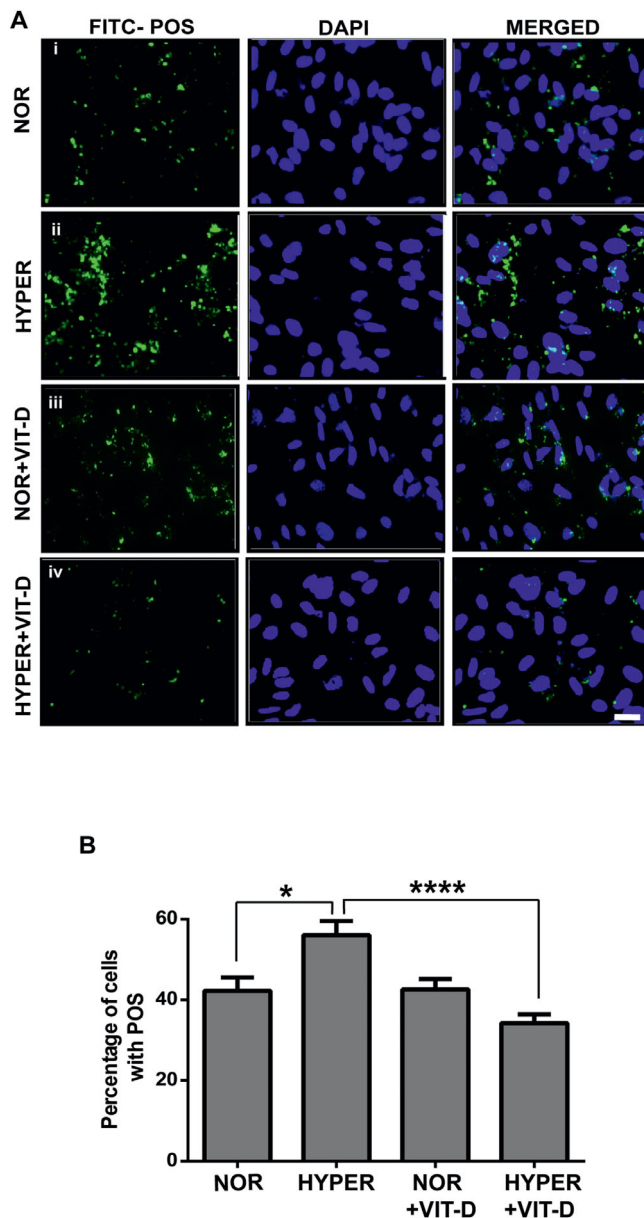 A
FITC- POS DAPI MERGED
i
NOR
ii
HYPER
iii
NOR+VIT-D
iv
HYPER+VIT-D
B
* ****
60
40
20
0
Percentage of cells
with POS
NOR HYPER NOR HYPER
+VIT-D +VIT-D